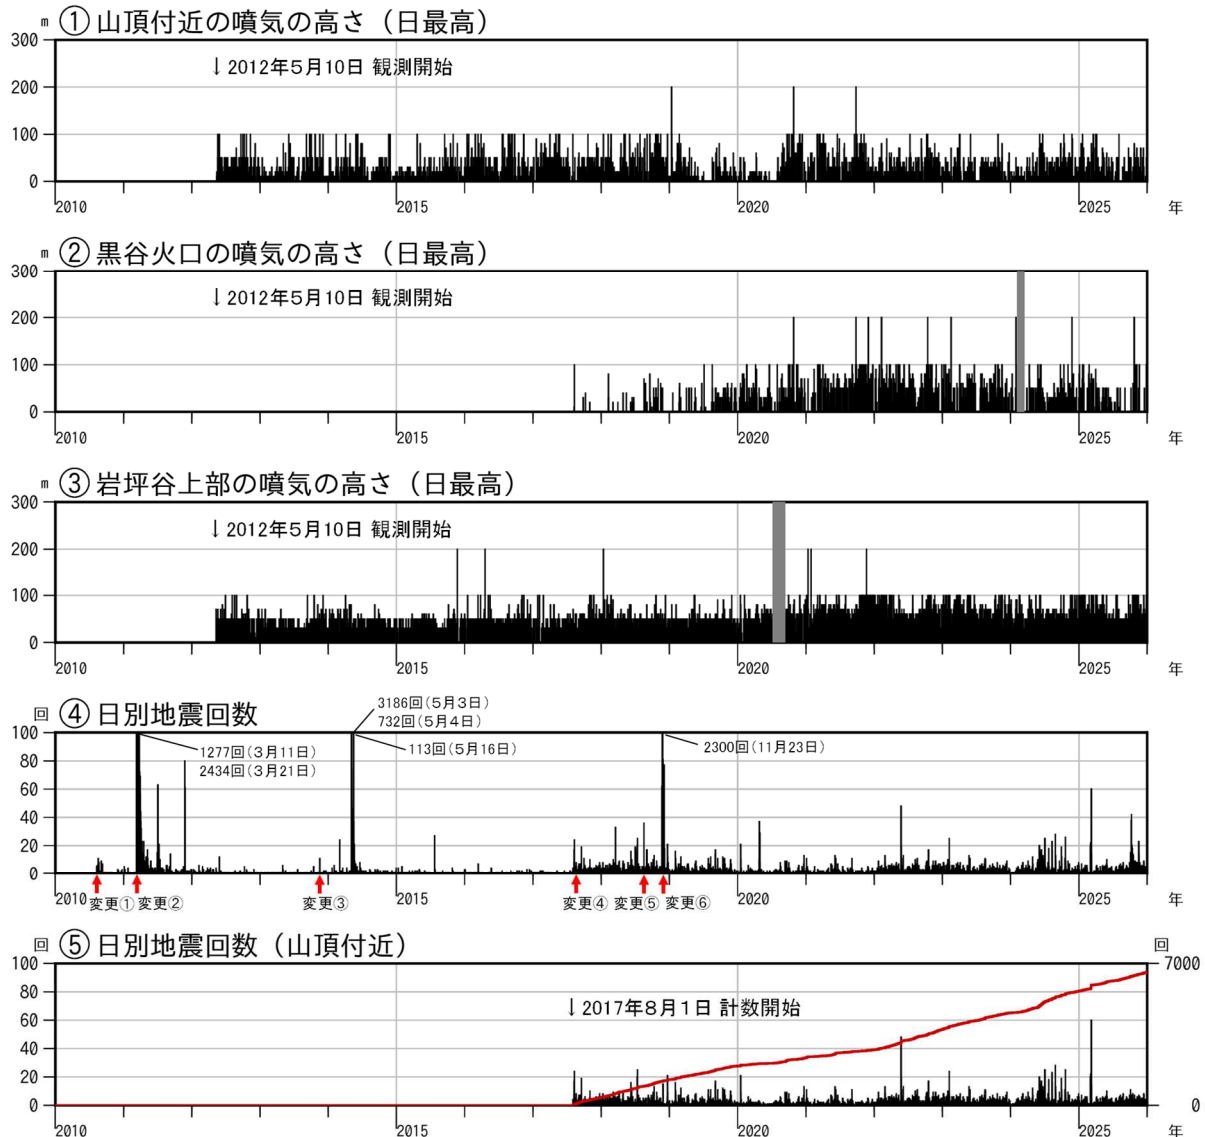 m ①山頂付近の噴気の高さ（日最高）
300
↓2012年5月10日 観測開始
200
100
0
2010 2015 2020 2025 年
m ②黒谷火口の噴気の高さ（日最高）
300
↓2012年5月10日 観測開始
200
100
0
2010 2015 2020 2025 年
m ③岩坪谷上部の噴気の高さ（日最高）
300
↓2012年5月10日 観測開始
200
100
0
2010 2015 2020 2025 年
回 ④日別地震回数
3186回(5月3日)
732回(5月4日)
100
1277回(3月11日) 113回(5月16日) 2300回(11月23日)
2434回(3月21日)
80
60
40
20
0
2010 2015 2020 2025 年
変更① 変更② 変更③ 変更④ 変更⑤ 変更⑥
回 ⑤日別地震回数（山頂付近） 回
100 7000
↓2017年8月1日 計数開始
80
60
40
20
0 0
2010 2015 2020 2025 年